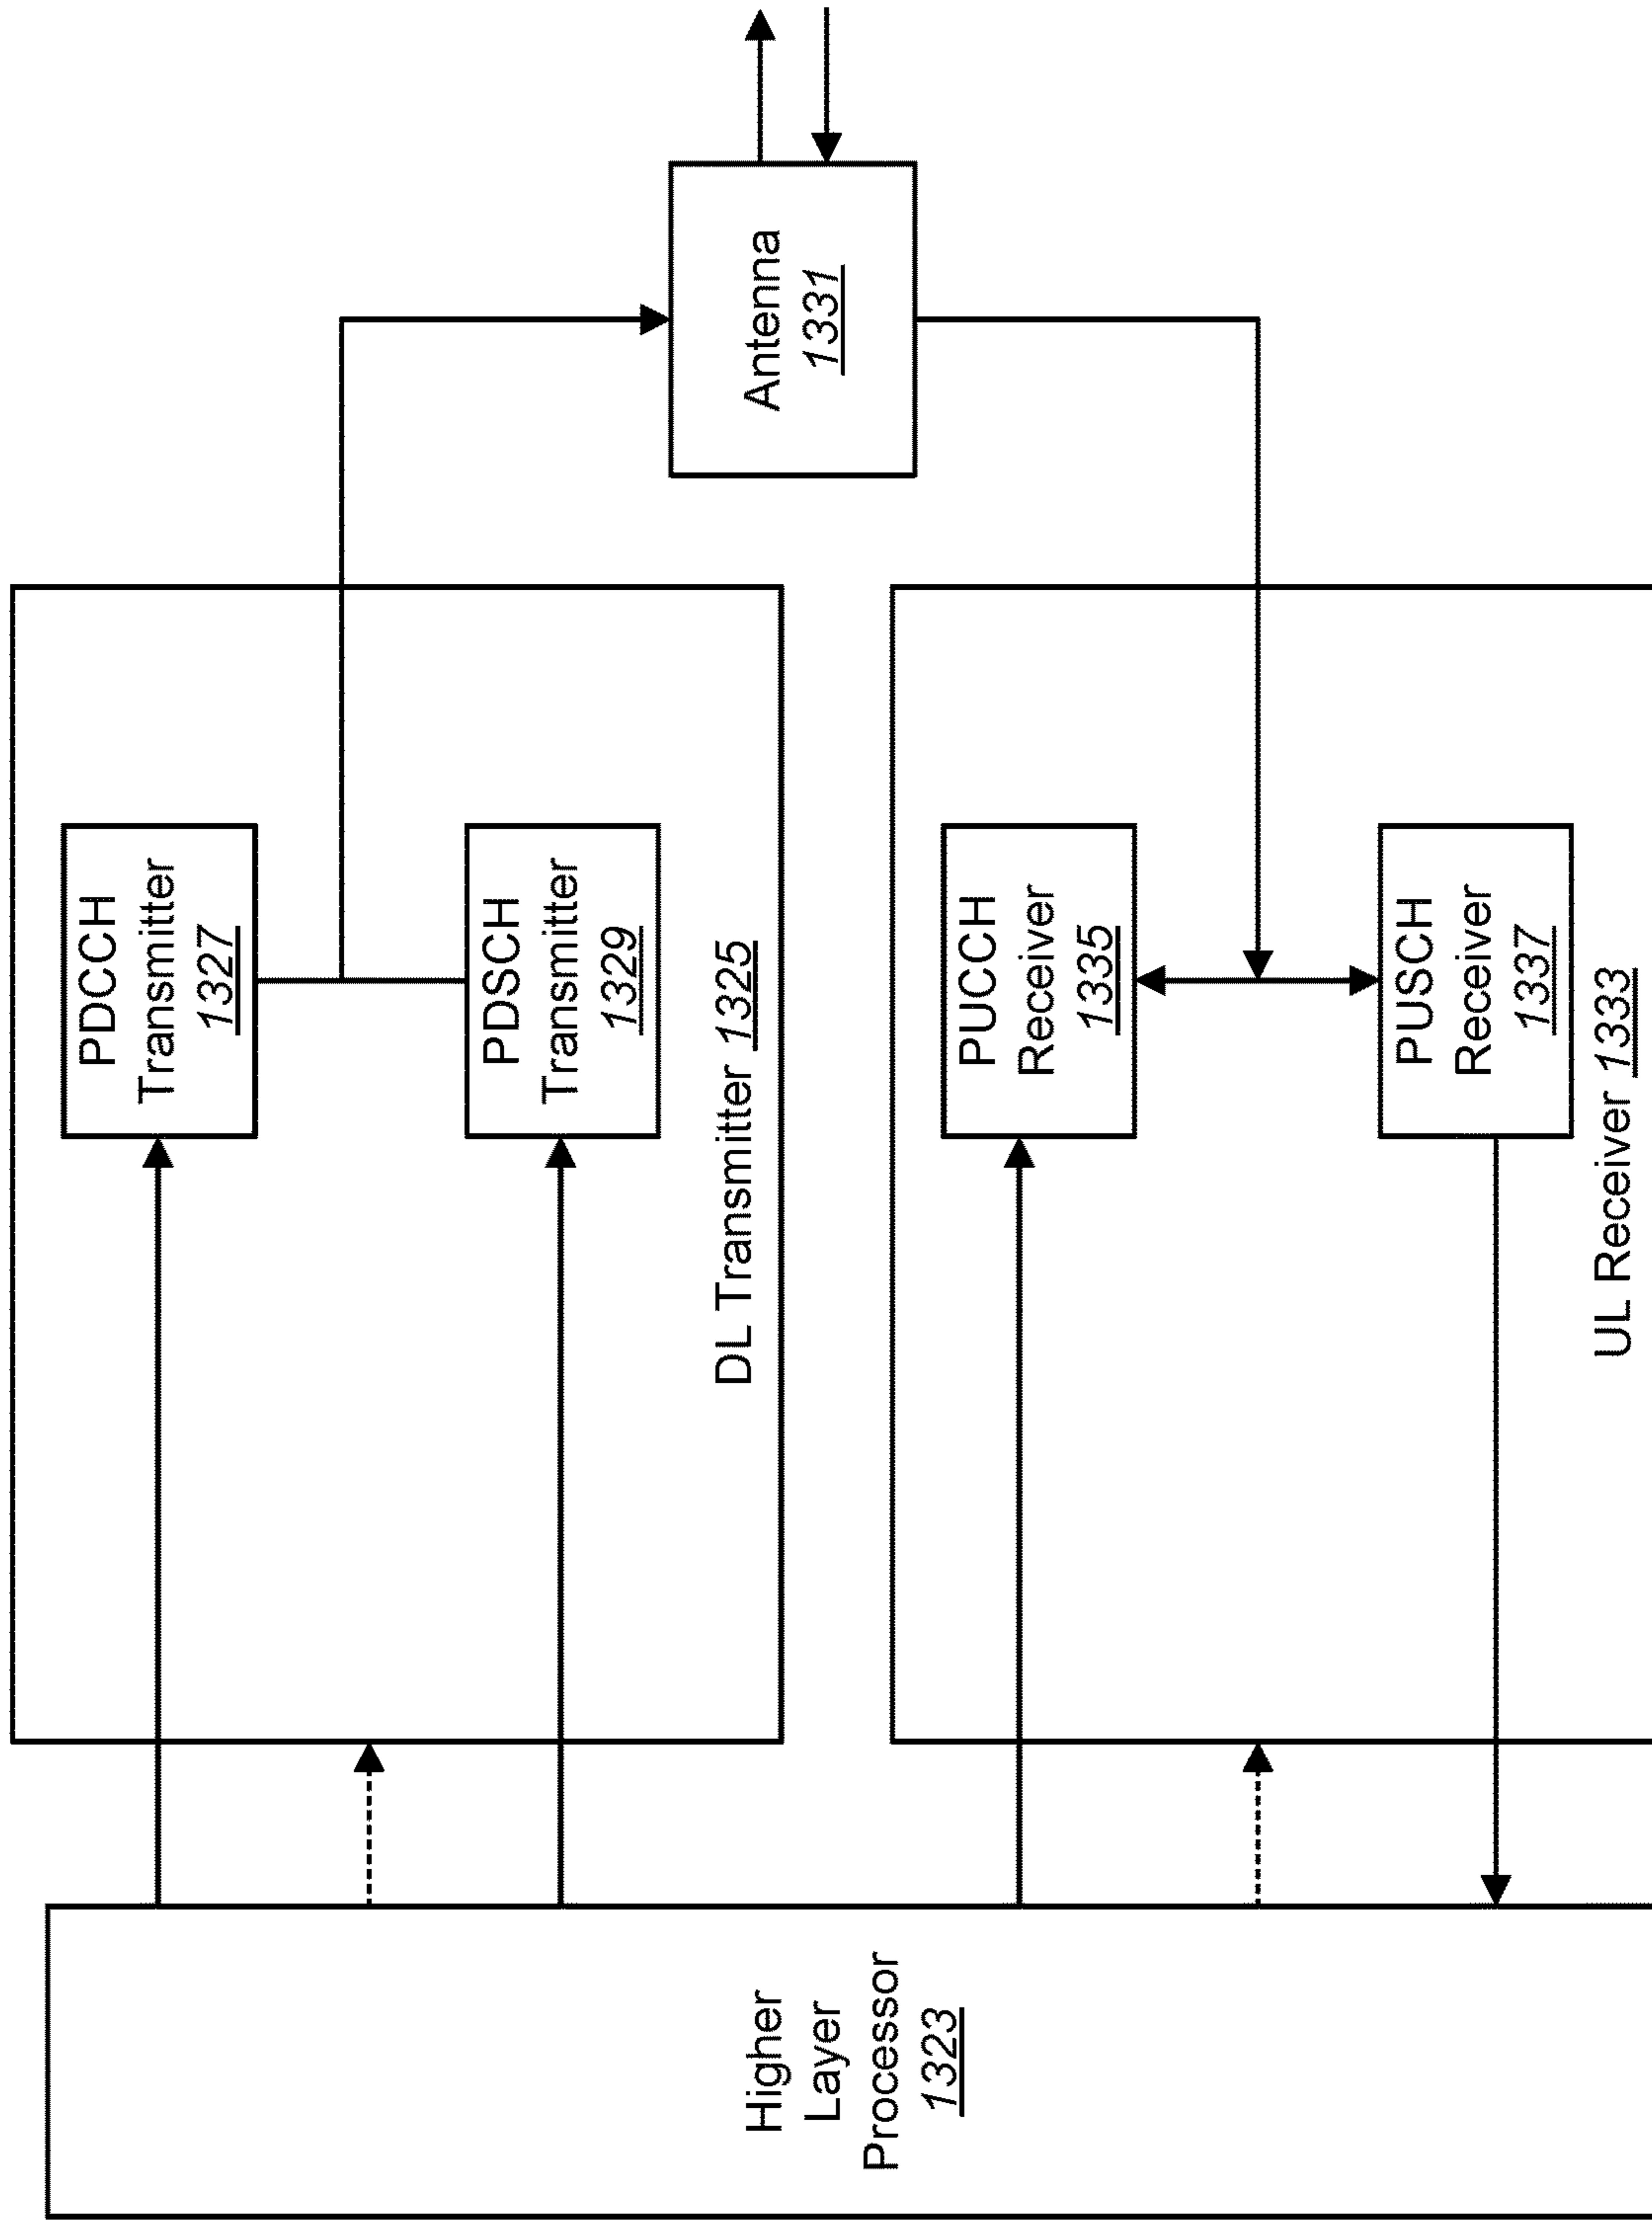 Higher
Layer
Processor
1323
PDCCH
Transmitter
1327
PDSCH
Transmitter
1329
DL Transmitter 1325
PUCCH
Receiver
1335
PUSCH
Receiver
1337
UL Receiver 1333
Antenna
1331